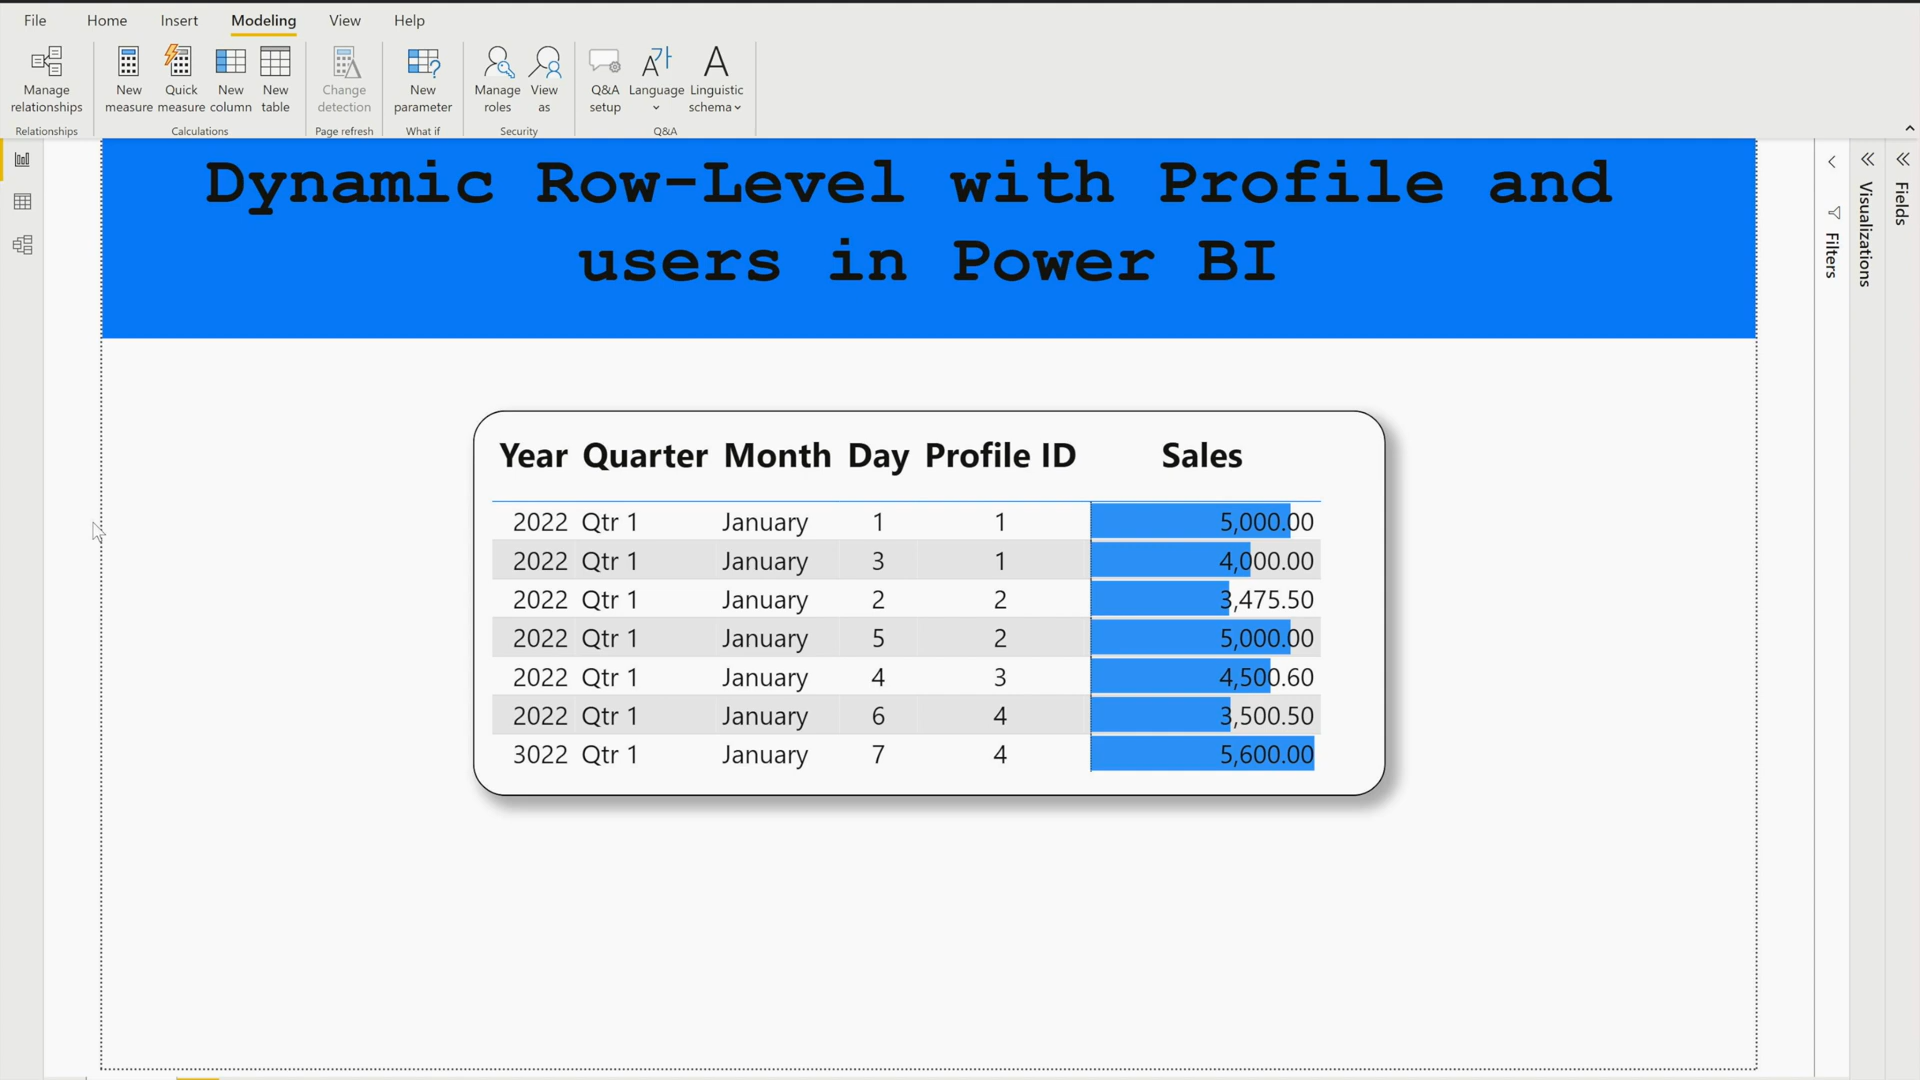 File Home Insert Modeling View Help
Manage relationships
New measure
Quick measure
New column
New table
Change detection
New parameter
Manage roles
View as
Q&A setup
Language
Linguistic schema
Relationships Calculations Page refresh What if Security Q&A
Dynamic Row-Level with Profile and
users in Power BI
Filters
Visualizations
Fields
Year Quarter Month Day Profile ID Sales
2022 Qtr 1 January 1 1 5,000.00
2022 Qtr 1 January 3 1 4,000.00
2022 Qtr 1 January 2 2 3,475.50
2022 Qtr 1 January 5 2 5,000.00
2022 Qtr 1 January 4 3 4,500.60
2022 Qtr 1 January 6 4 3,500.50
3022 Qtr 1 January 7 4 5,600.00